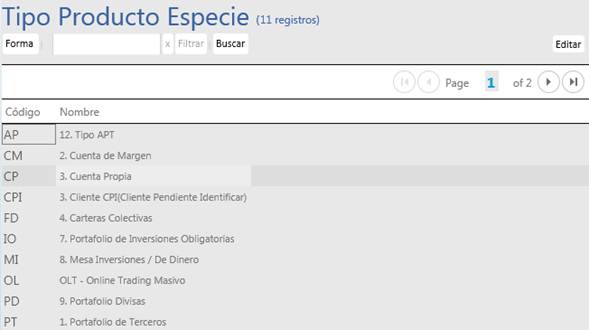 Tipo Producto Especie (11 registros)
Forma x Filtrar Buscar Editar
Page 1 of 2
Código Nombre
AP 12. Tipo APT
CM 2. Cuenta de Margen
CP 3. Cuenta Propia
CPI 3. Cliente CPI(Cliente Pendiente Identificar)
FD 4. Carteras Colectivas
IO 7. Portafolio de Inversiones Obligatorias
MI 8. Mesa Inversiones / De Dinero
OL OLT - Online Trading Masivo
PD 9. Portafolio Divisas
PT 1. Portafolio de Terceros